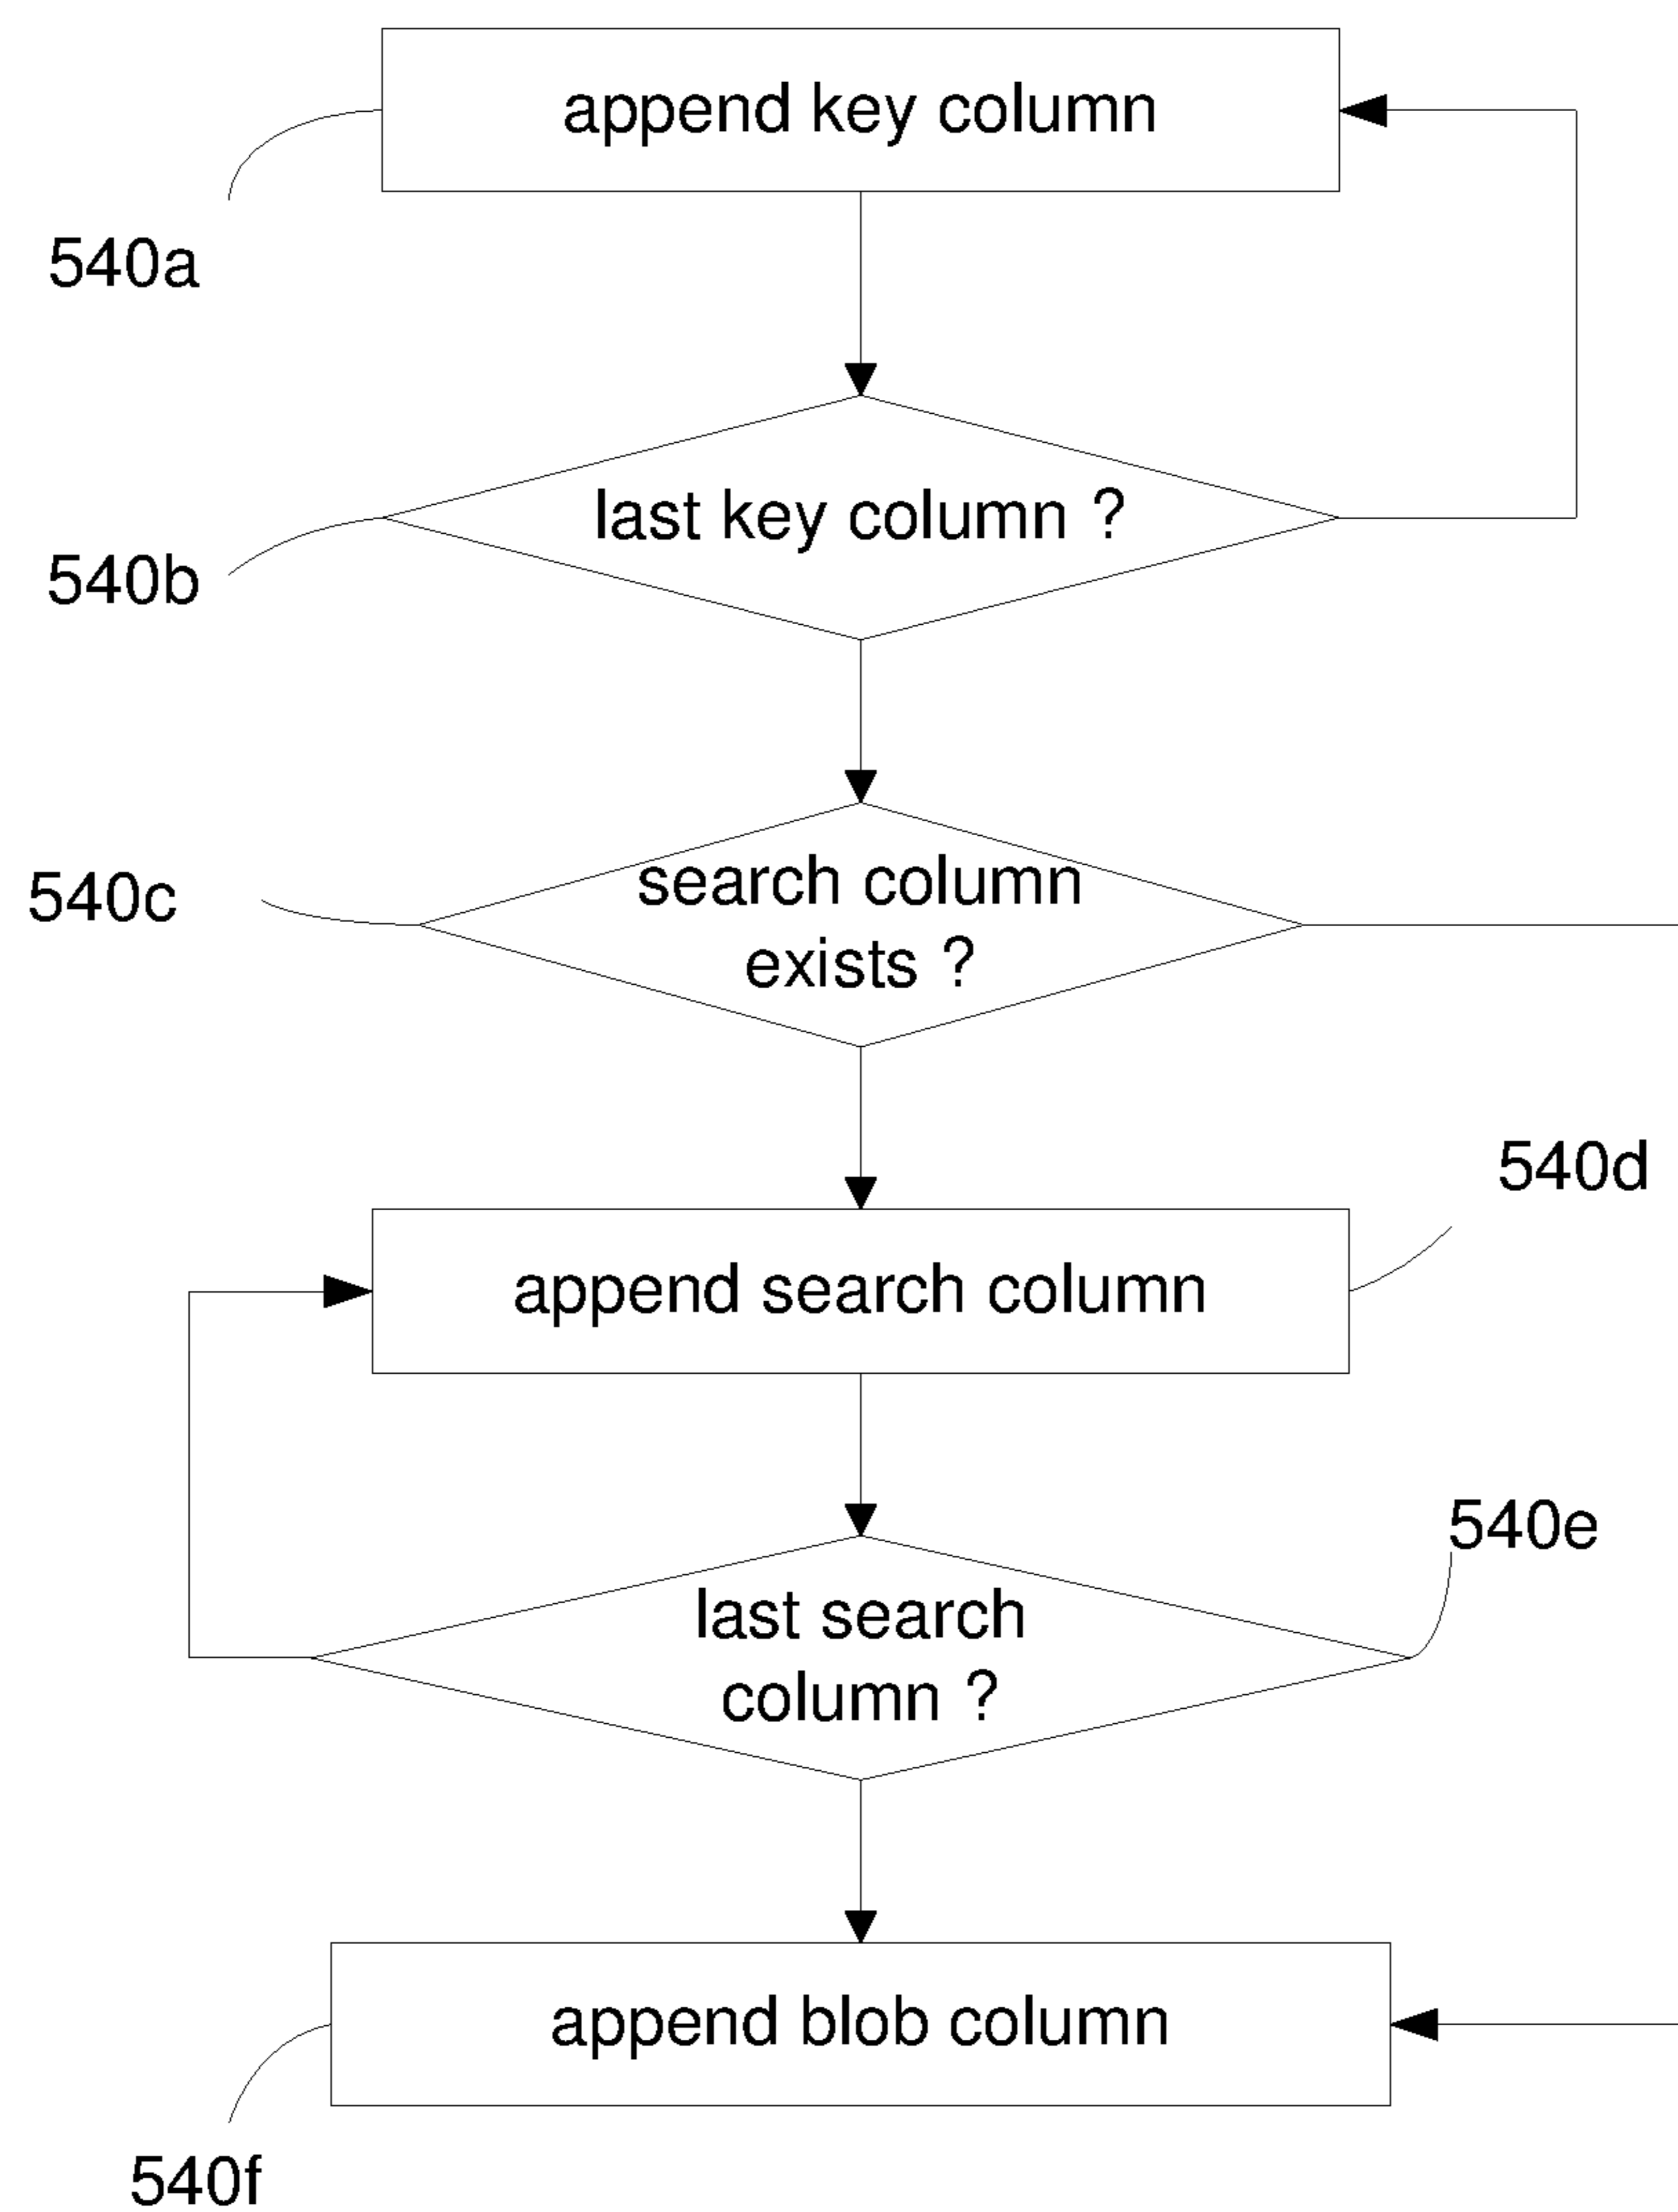 append key column
540a
last key column ?
540b
search column
exists ?
540c
540d
append search column
540e
last search
column ?
append blob column
540f